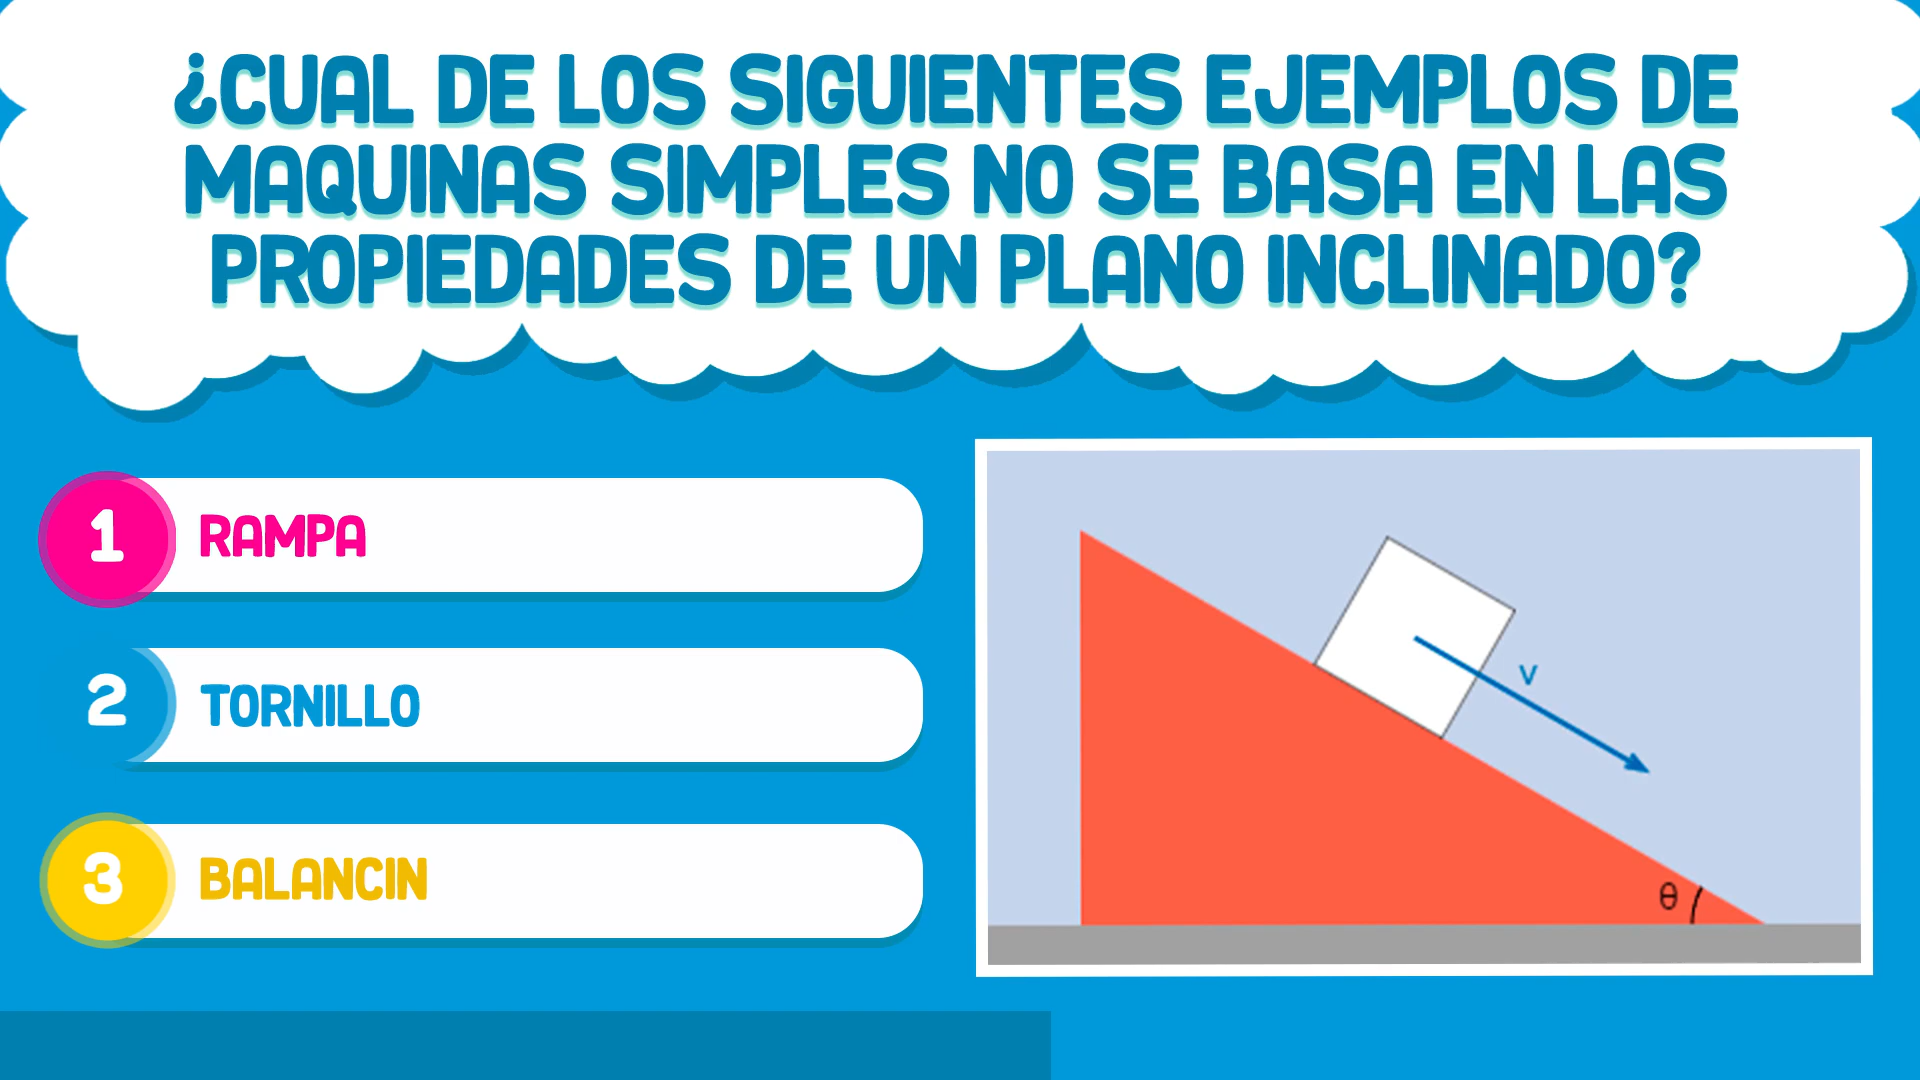 ¿CUAL DE LOS SIGUIENTES EJEMPLOS DE
MAQUINAS SIMPLES NO SE BASA EN LAS
PROPIEDADES DE UN PLANO INCLINADO?
1 RAMPA
2 TORNILLO
3 BALANCIN
v
θ